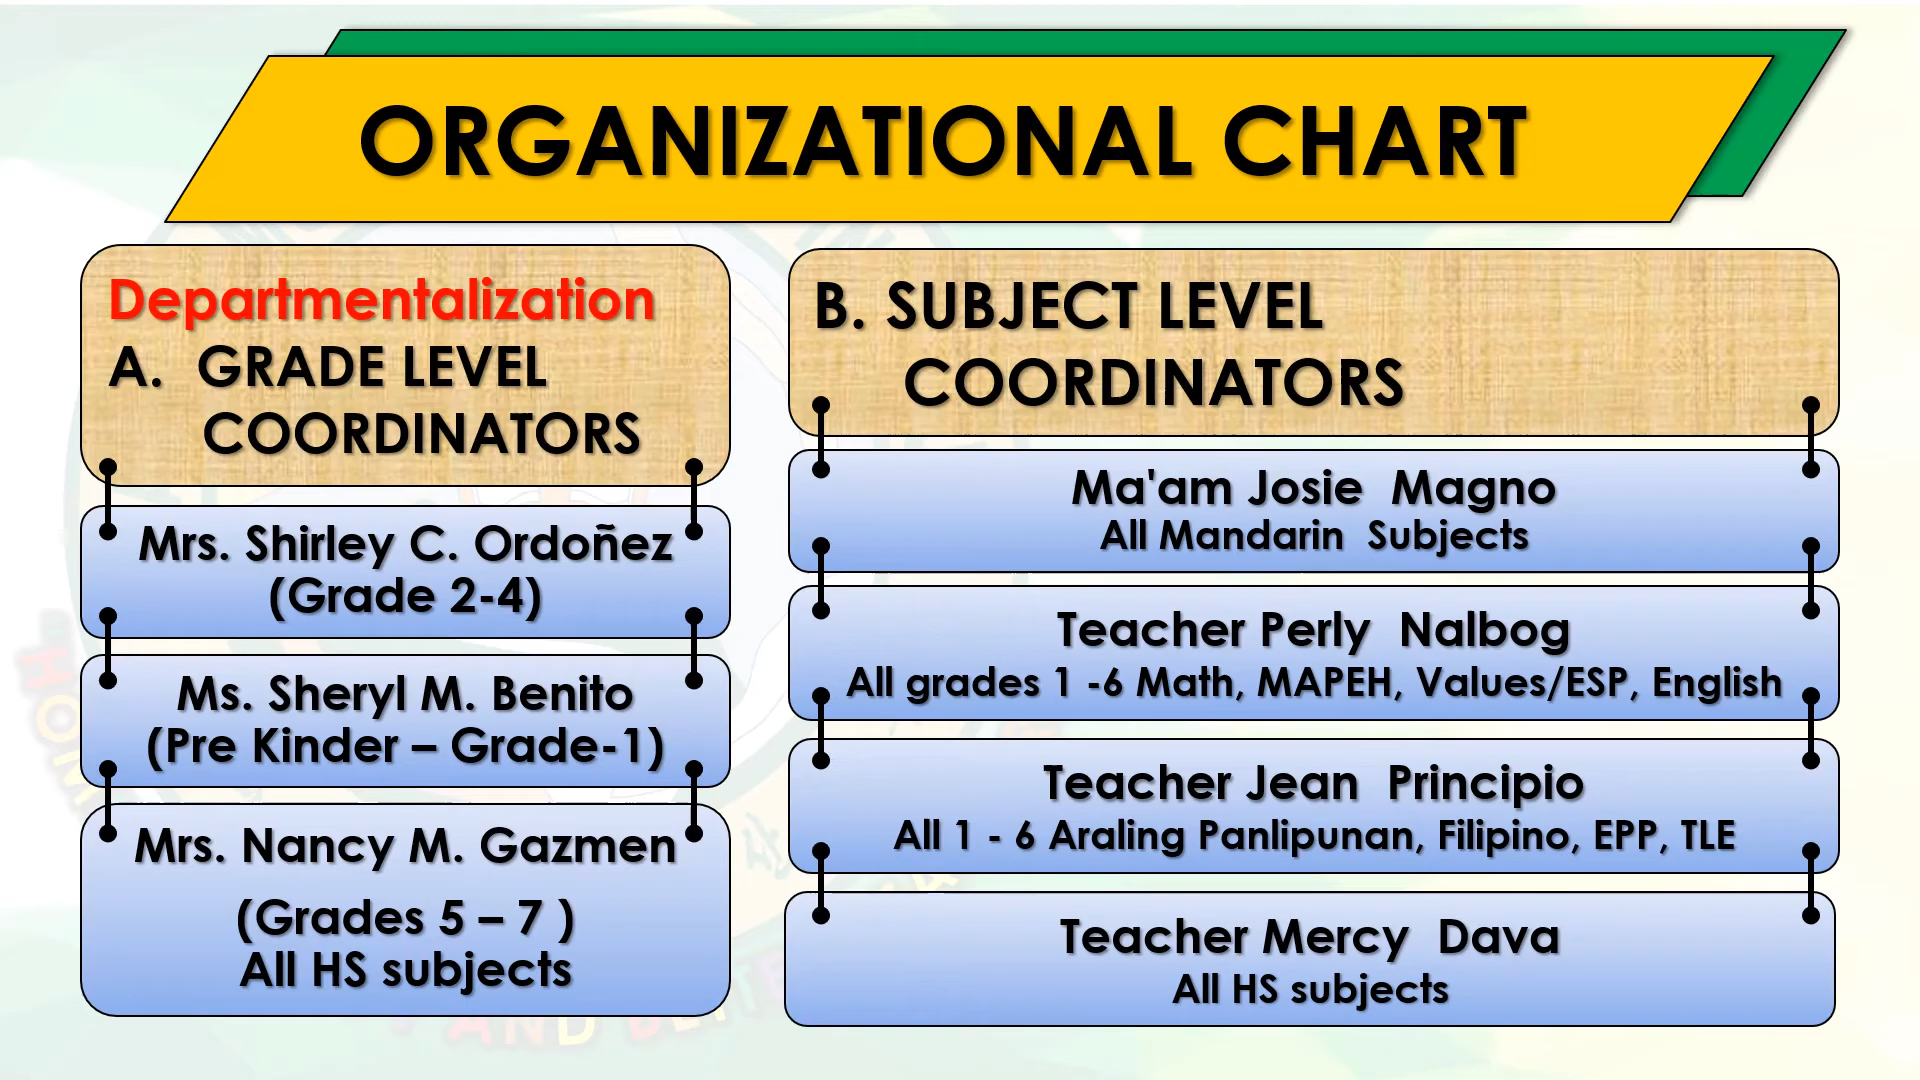 ORGANIZATIONAL CHART
Departmentalization
A. GRADE LEVEL
COORDINATORS
Mrs. Shirley C. Ordoñez
(Grade 2-4)
Ms. Sheryl M. Benito
(Pre Kinder – Grade-1)
Mrs. Nancy M. Gazmen
(Grades 5 – 7 )
All HS subjects
B. SUBJECT LEVEL
COORDINATORS
Ma'am Josie Magno
All Mandarin Subjects
Teacher Perly Nalbog
All grades 1 -6 Math, MAPEH, Values/ESP, English
Teacher Jean Principio
All 1 - 6 Araling Panlipunan, Filipino, EPP, TLE
Teacher Mercy Dava
All HS subjects